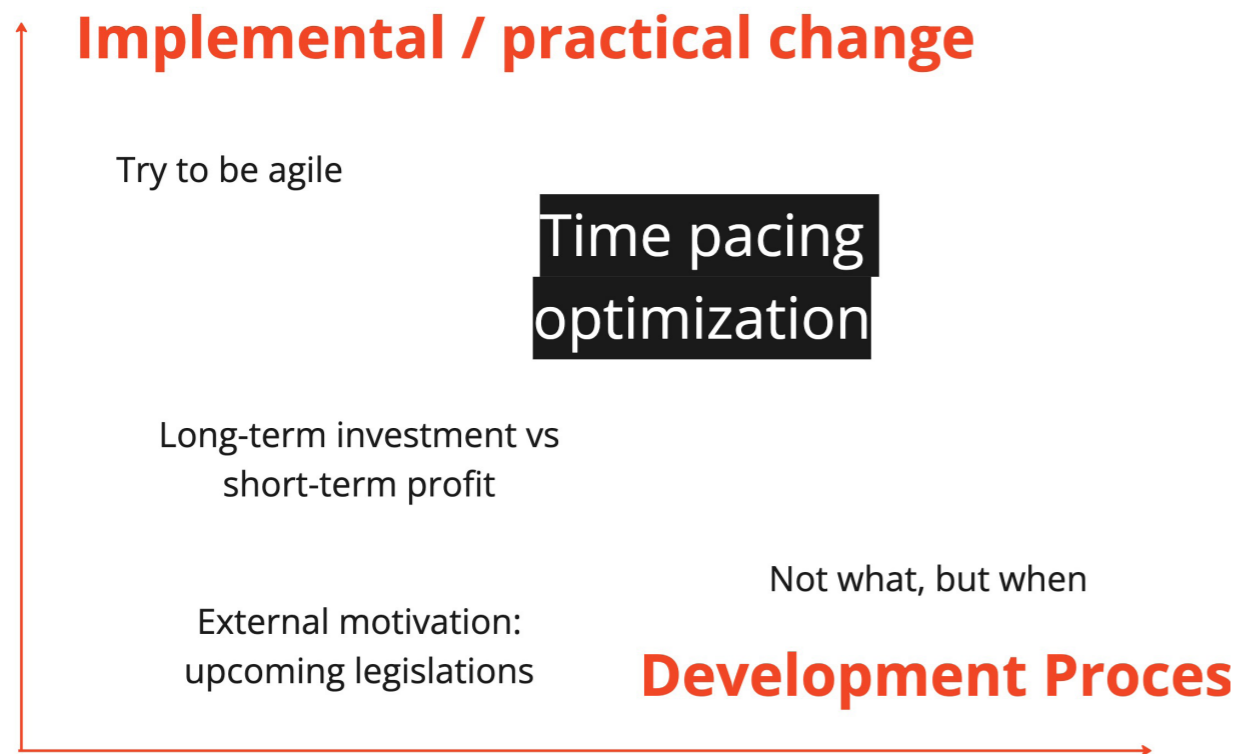 Implemental / practical change
Try to be agile
Time pacing
optimization
Long-term investment vs
short-term profit
Not what, but when
External motivation:
upcoming legislations
Development Proces